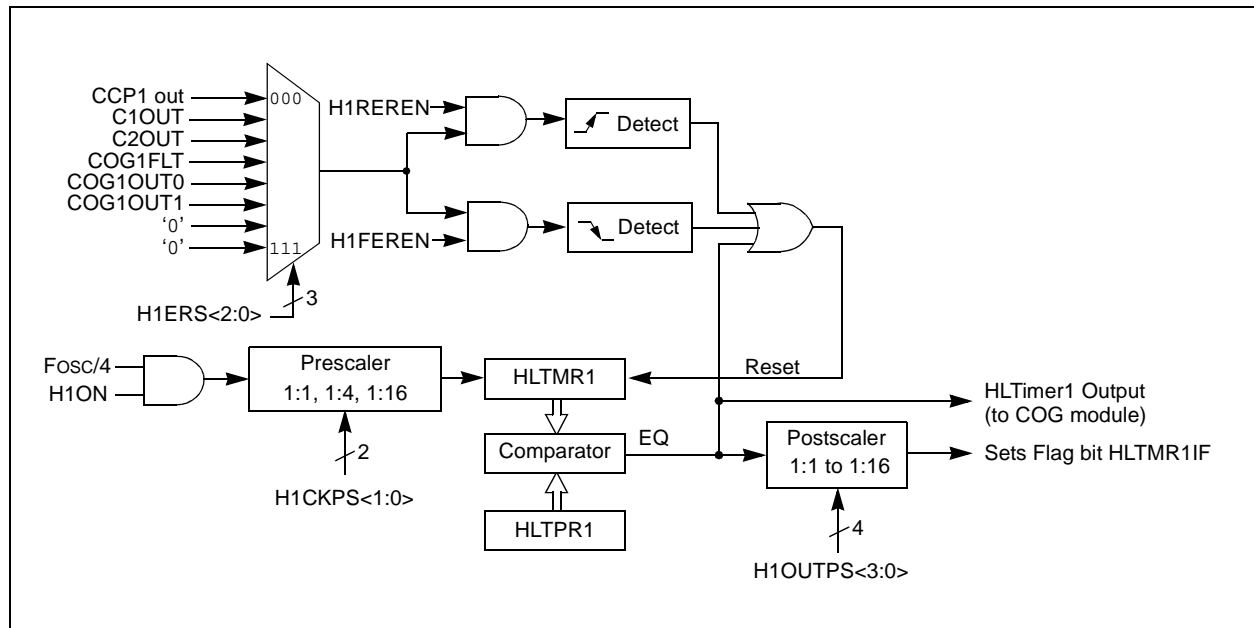 CCP1 out
C1OUT
C2OUT
COG1FLT
COG1OUT0
COG1OUT1
‘0’
‘0’
000
111
H1ERS<2:0>
3
H1REREN
H1FEREN
Detect
Detect
FOSC/4
H1ON
Prescaler
1:1, 1:4, 1:16
2
H1CKPS<1:0>
HLTMR1
Reset
Comparator
EQ
HLTPR1
HLTimer1 Output
(to COG module)
Postscaler
1:1 to 1:16
Sets Flag bit HLTMR1IF
4
H1OUTPS<3:0>